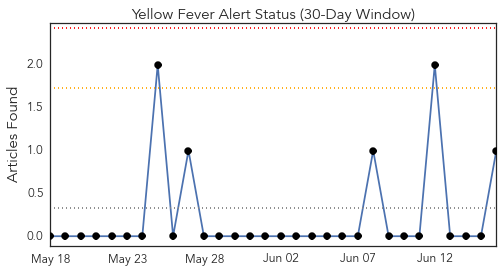 Yellow Fever Alert Status (30-Day Window)
Articles Found
2.0
1.5
1.0
0.5
0.0
May 18
May 23
May 28
Jun 02
Jun 07
Jun 12